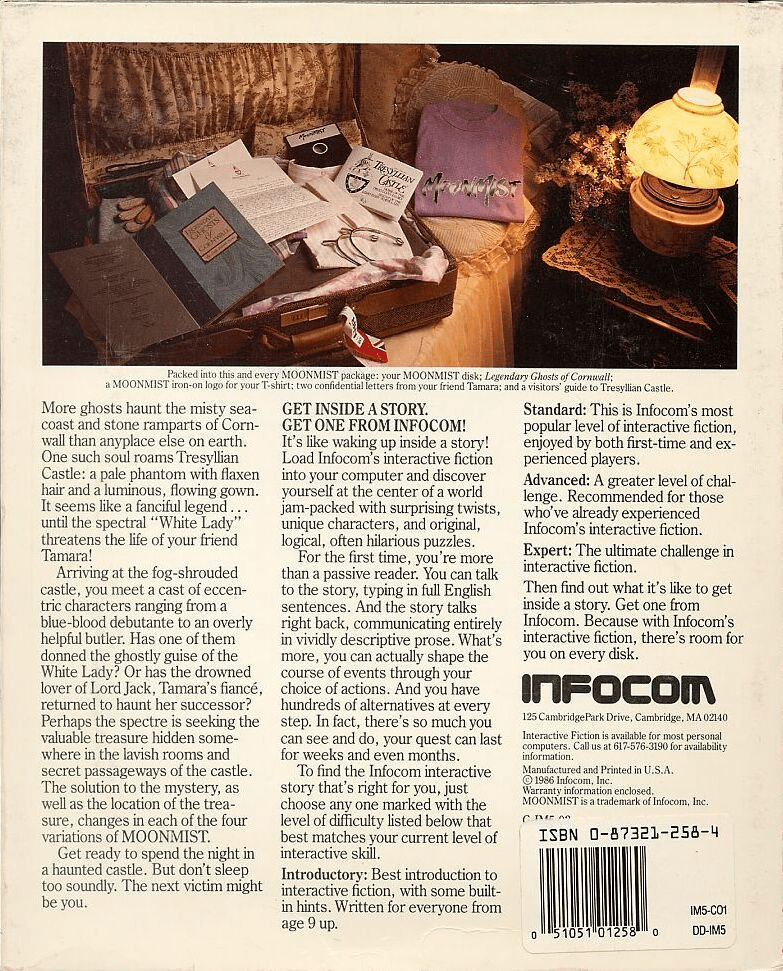 MOONMIST
TRESYLLIAN
CASTLE
MOONMIST
LEGENDARY
GHOSTS
OF
CORNWALL
Packed into this and every MOONMIST package: your MOONMIST disk; Legendary Ghosts of Cornwall;
a MOONMIST iron-on logo for your T-shirt; two confidential letters from your friend Tamara; and a visitors' guide to Tresyllian Castle.
More ghosts haunt the misty sea-
coast and stone ramparts of Corn-
wall than anyplace else on earth.
One such soul roams Tresyllian
Castle: a pale phantom with flaxen
hair and a luminous, flowing gown.
It seems like a fanciful legend . . .
until the spectral "White Lady"
threatens the life of your friend
Tamara!
Arriving at the fog-shrouded
castle, you meet a cast of eccen-
tric characters ranging from a
blue-blood debutante to an overly
helpful butler. Has one of them
donned the ghostly guise of the
White Lady? Or has the drowned
lover of Lord Jack, Tamara's fiancé,
returned to haunt her successor?
Perhaps the spectre is seeking the
valuable treasure hidden some-
where in the lavish rooms and
secret passageways of the castle.
The solution to the mystery, as
well as the location of the trea-
sure, changes in each of the four
variations of MOONMIST.
Get ready to spend the night in
a haunted castle. But don't sleep
too soundly. The next victim might
be you.
GET INSIDE A STORY.
GET ONE FROM INFOCOM!
It's like waking up inside a story!
Load Infocom's interactive fiction
into your computer and discover
yourself at the center of a world
jam-packed with surprising twists,
unique characters, and original,
logical, often hilarious puzzles.
For the first time, you're more
than a passive reader. You can talk
to the story, typing in full English
sentences. And the story talks
right back, communicating entirely
in vividly descriptive prose. What's
more, you can actually shape the
course of events through your
choice of actions. And you have
hundreds of alternatives at every
step. In fact, there's so much you
can see and do, your quest can last
for weeks and even months.
To find the Infocom interactive
story that's right for you, just
choose any one marked with the
level of difficulty listed below that
best matches your current level of
interactive skill.
Introductory: Best introduction to
interactive fiction, with some built-
in hints. Written for everyone from
age 9 up.
Standard: This is Infocom's most
popular level of interactive fiction,
enjoyed by both first-time and ex-
perienced players.
Advanced: A greater level of chal-
lenge. Recommended for those
who've already experienced
Infocom's interactive fiction.
Expert: The ultimate challenge in
interactive fiction.
Then find out what it's like to get
inside a story. Get one from
Infocom. Because with Infocom's
interactive fiction, there's room for
you on every disk.
INFOCOM
125 CambridgePark Drive, Cambridge, MA 02140
Interactive Fiction is available for most personal
computers. Call us at 617-576-3190 for availability
information.
Manufactured and Printed in U.S.A.
© 1986 Infocom, Inc.
Warranty information enclosed.
MOONMIST is a trademark of Infocom, Inc.
ISBN 0-87321-258-4
0 51051 01258 0
IM5-CO1
DD-IM5